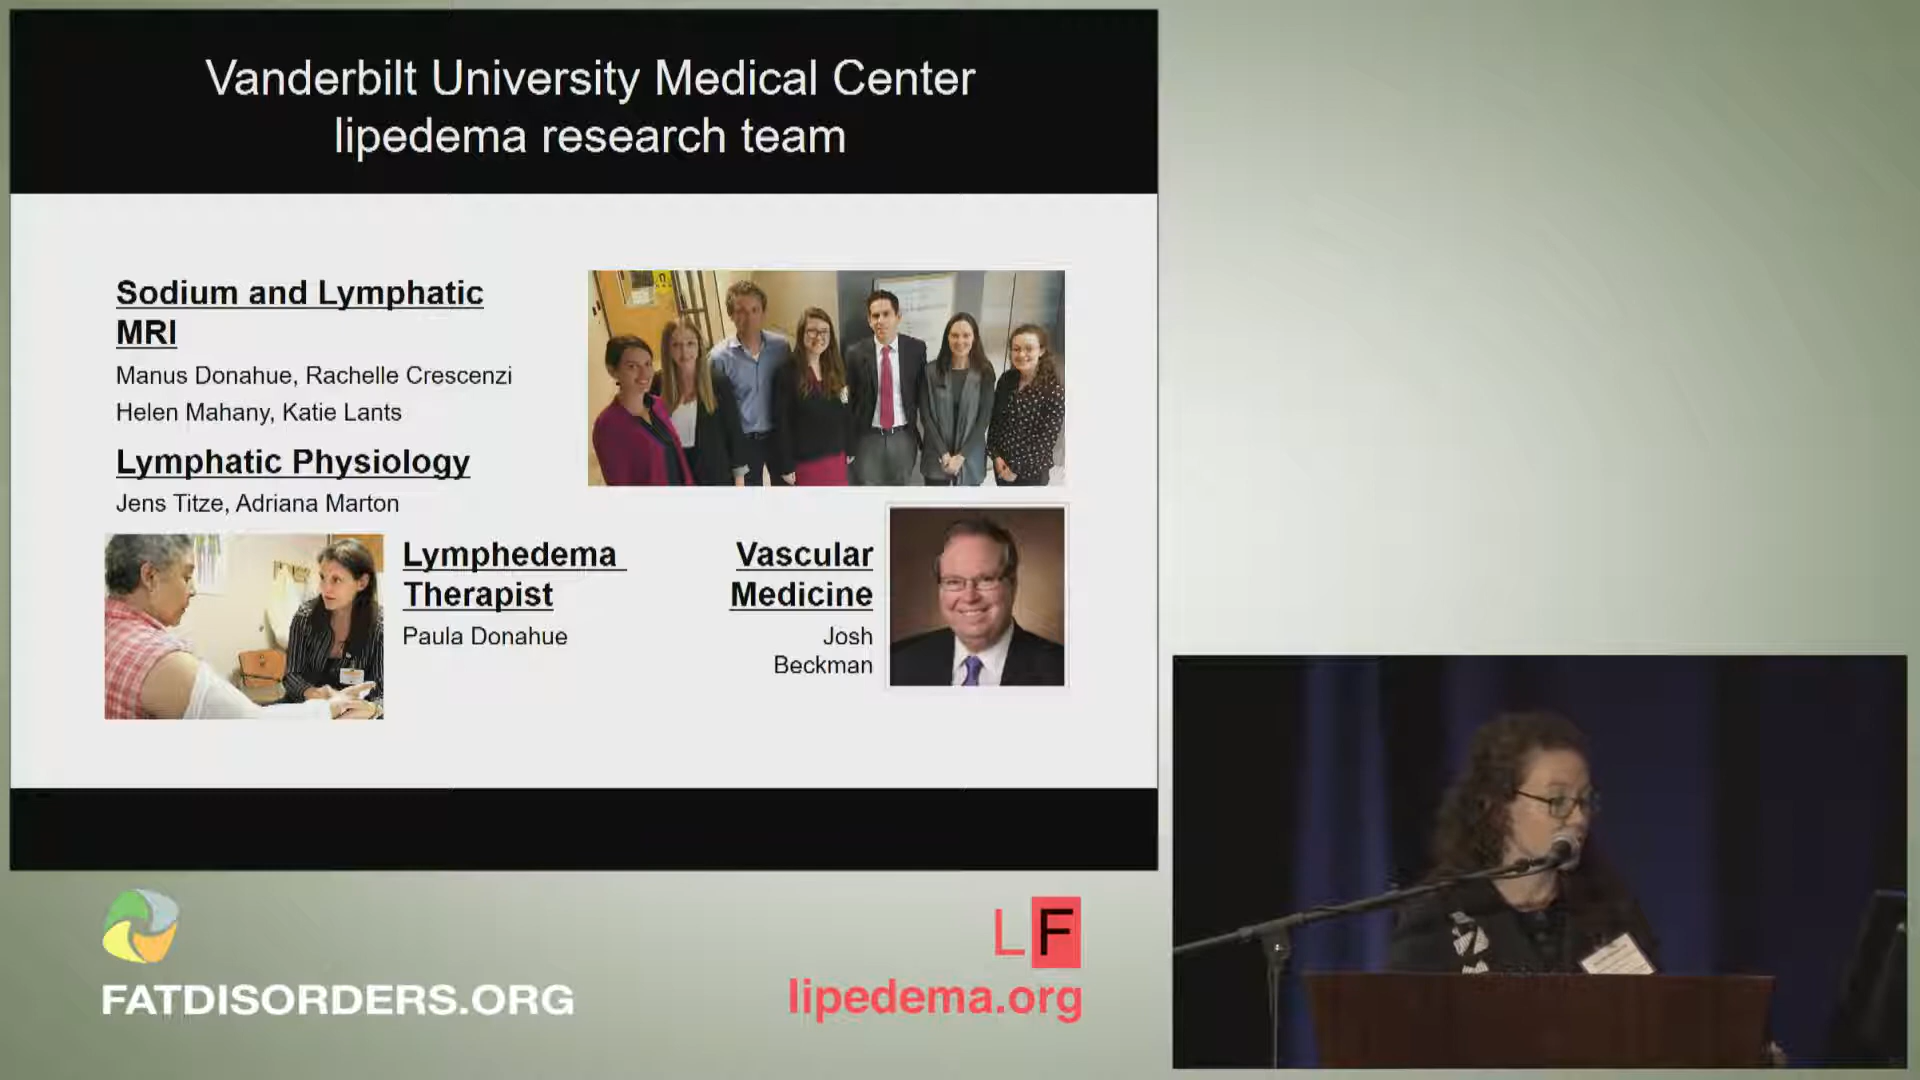 Vanderbilt University Medical Center
lipedema research team
Sodium and Lymphatic
MRI
Manus Donahue, Rachelle Crescenzi
Helen Mahany, Katie Lants
Lymphatic Physiology
Jens Titze, Adriana Marton
Lymphedema
Therapist
Paula Donahue
Vascular
Medicine
Josh
Beckman
FATDISORDERS.ORG
LF
lipedema.org